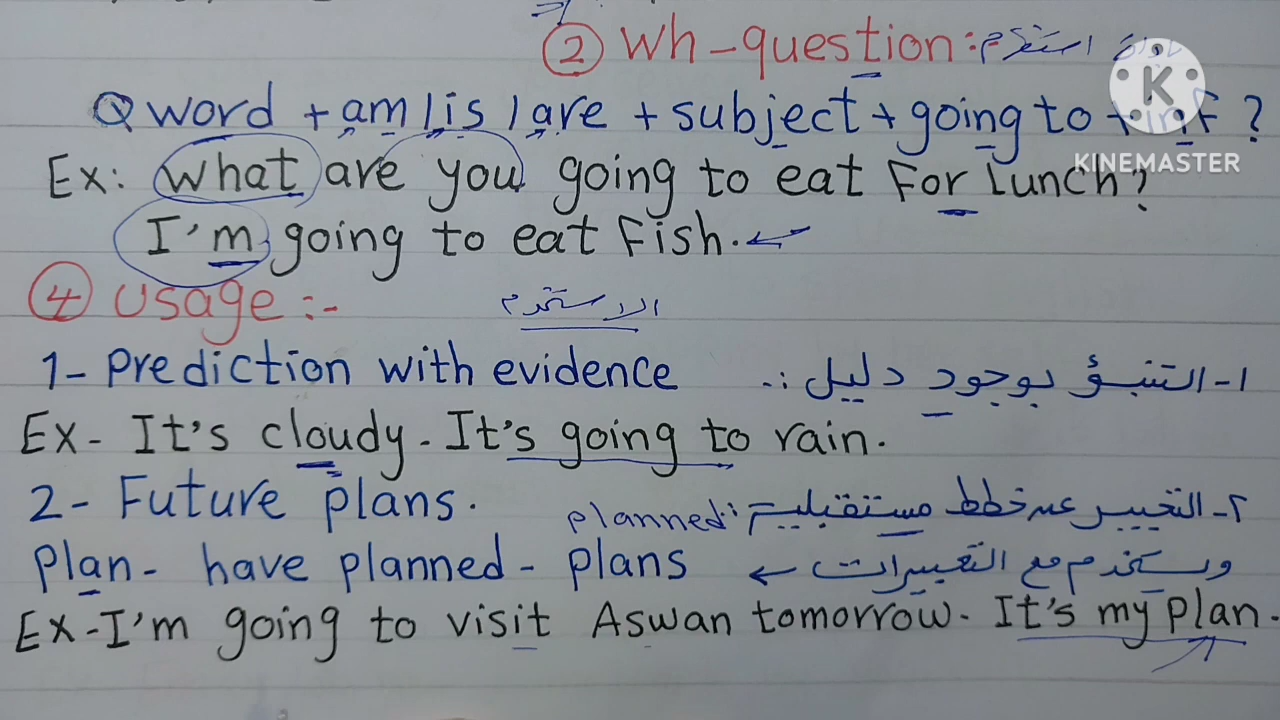 ② Wh-question: استفهام
Q word + am | is | are + subject + going to + inf ?
KINEMASTER
Ex: what are you going to eat for lunch?
I'm going to eat fish.
④ Usage :- الاستخدام
1- prediction with evidence ١- التنبؤ بوجود دليل :.
Ex- It's cloudy. It's going to rain.
2- Future plans. planned: ٢- التعبير عن خطط مستقبلية
plan - have planned - plans ويستخدم مع التعبيرات
Ex- I'm going to visit Aswan tomorrow. It's my plan.